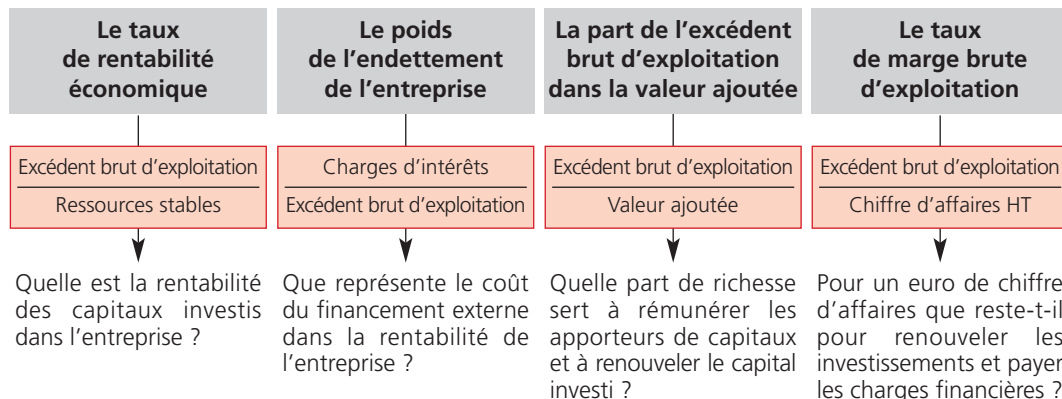 Le taux
de rentabilité
économique
Excédent brut d'exploitation
Ressources stables
Quelle est la rentabilité
des capitaux investis
dans l'entreprise ?
Le poids
de l'endettement
de l'entreprise
Charges d'intérêts
Excédent brut d'exploitation
Que représente le coût
du financement externe
dans la rentabilité de
l'entreprise ?
La part de l'excédent
brut d'exploitation
dans la valeur ajoutée
Excédent brut d'exploitation
Valeur ajoutée
Quelle part de richesse
sert à rémunérer les
apporteurs de capitaux
et à renouveler le capital
investi ?
Le taux
de marge brute
d'exploitation
Excédent brut d'exploitation
Chiffre d'affaires HT
Pour un euro de chiffre
d'affaires que reste-t-il
pour renouveler les
investissements et payer
les charges financières ?